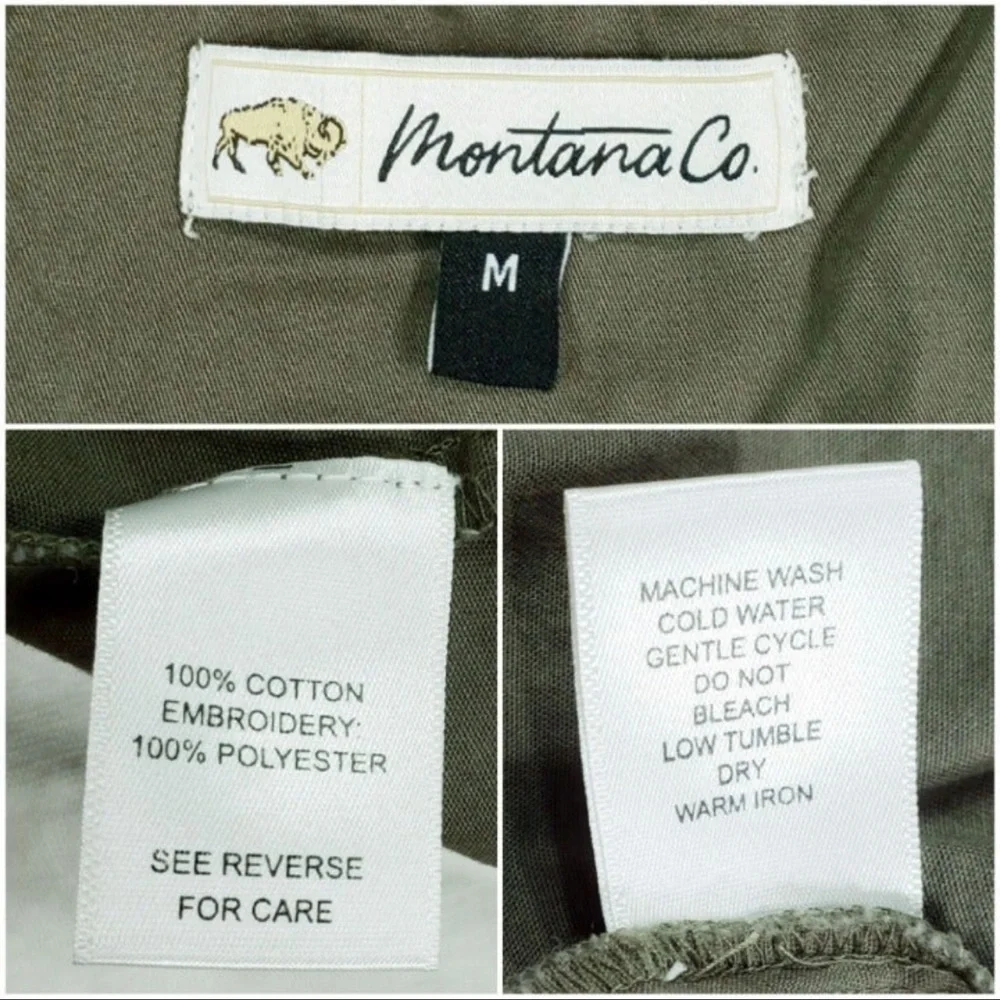 Montana Co.
M
100% COTTON
EMBROIDERY:
100% POLYESTER
SEE REVERSE
FOR CARE
MACHINE WASH
COLD WATER
GENTLE CYCLE
DO NOT
BLEACH
LOW TUMBLE
DRY
WARM IRON